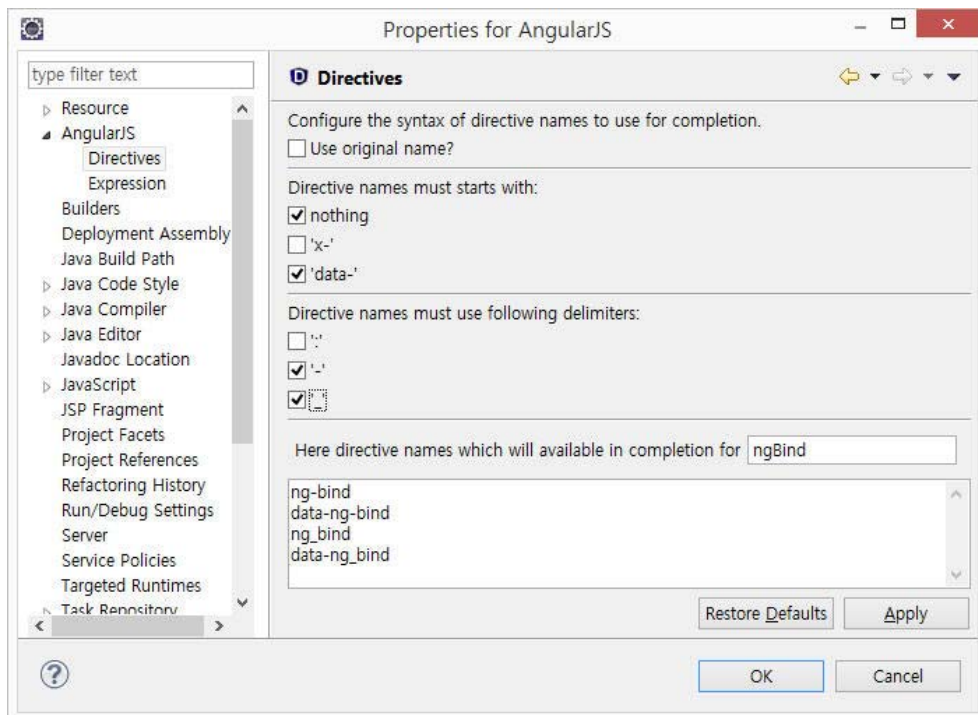 Properties for AngularJS
type filter text
Resource
AngularJS
Directives
Expression
Builders
Deployment Assembly
Java Build Path
Java Code Style
Java Compiler
Java Editor
Javadoc Location
JavaScript
JSP Fragment
Project Facets
Project References
Refactoring History
Run/Debug Settings
Server
Service Policies
Targeted Runtimes
Task Repository
Directives
Configure the syntax of directive names to use for completion.
Use original name?
Directive names must starts with:
nothing
'x-'
'data-'
Directive names must use following delimiters:
':'
'-'
'_'
Here directive names which will available in completion for ngBind
ng-bind
data-ng-bind
ng_bind
data-ng_bind
Restore Defaults
Apply
OK
Cancel